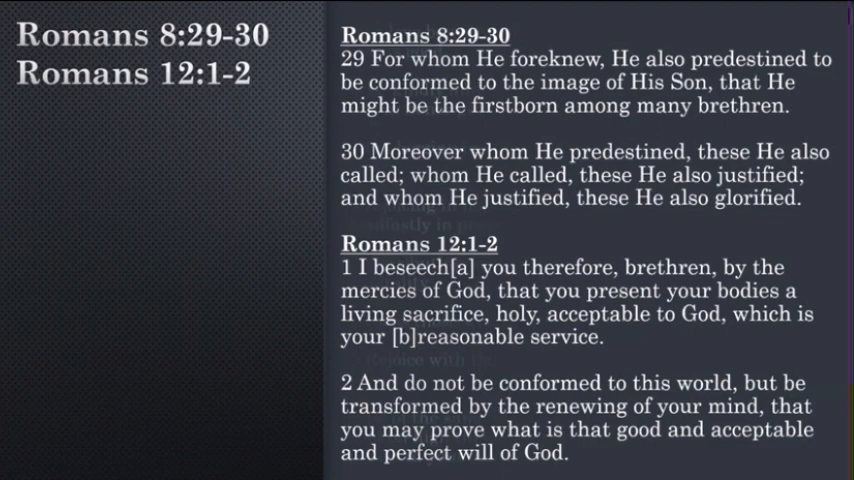 Romans 8:29-30
Romans 12:1-2
Romans 8:29-30
29 For whom He foreknew, He also predestined to
be conformed to the image of His Son, that He
might be the firstborn among many brethren.
30 Moreover whom He predestined, these He also
called; whom He called, these He also justified;
and whom He justified, these He also glorified.
Romans 12:1-2
1 I beseech[a] you therefore, brethren, by the
mercies of God, that you present your bodies a
living sacrifice, holy, acceptable to God, which is
your [b]reasonable service.
2 And do not be conformed to this world, but be
transformed by the renewing of your mind, that
you may prove what is that good and acceptable
and perfect will of God.